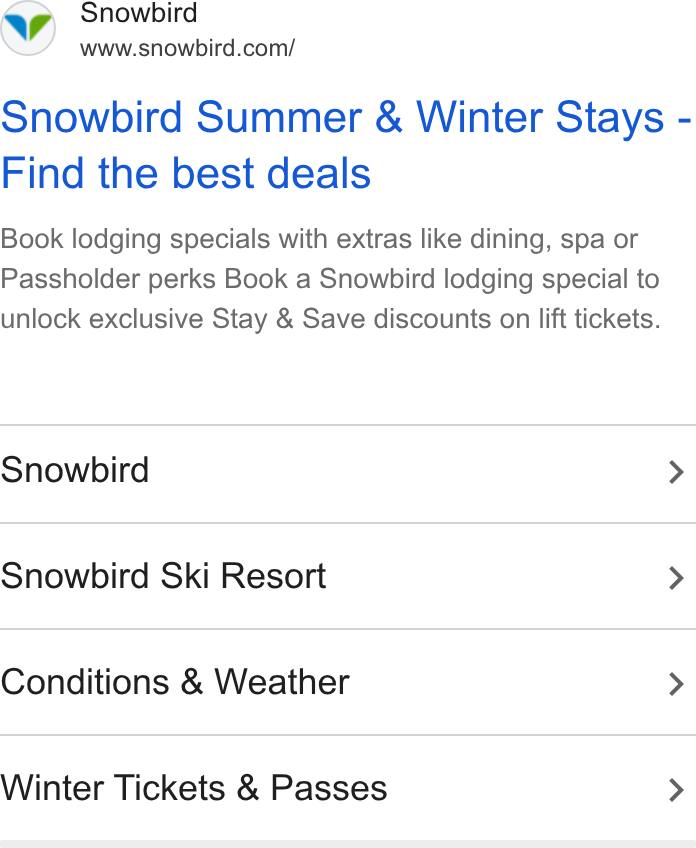 Snowbird
www.snowbird.com/
Snowbird Summer & Winter Stays -
Find the best deals
Book lodging specials with extras like dining, spa or
Passholder perks Book a Snowbird lodging special to
unlock exclusive Stay & Save discounts on lift tickets.
Snowbird
Snowbird Ski Resort
Conditions & Weather
Winter Tickets & Passes